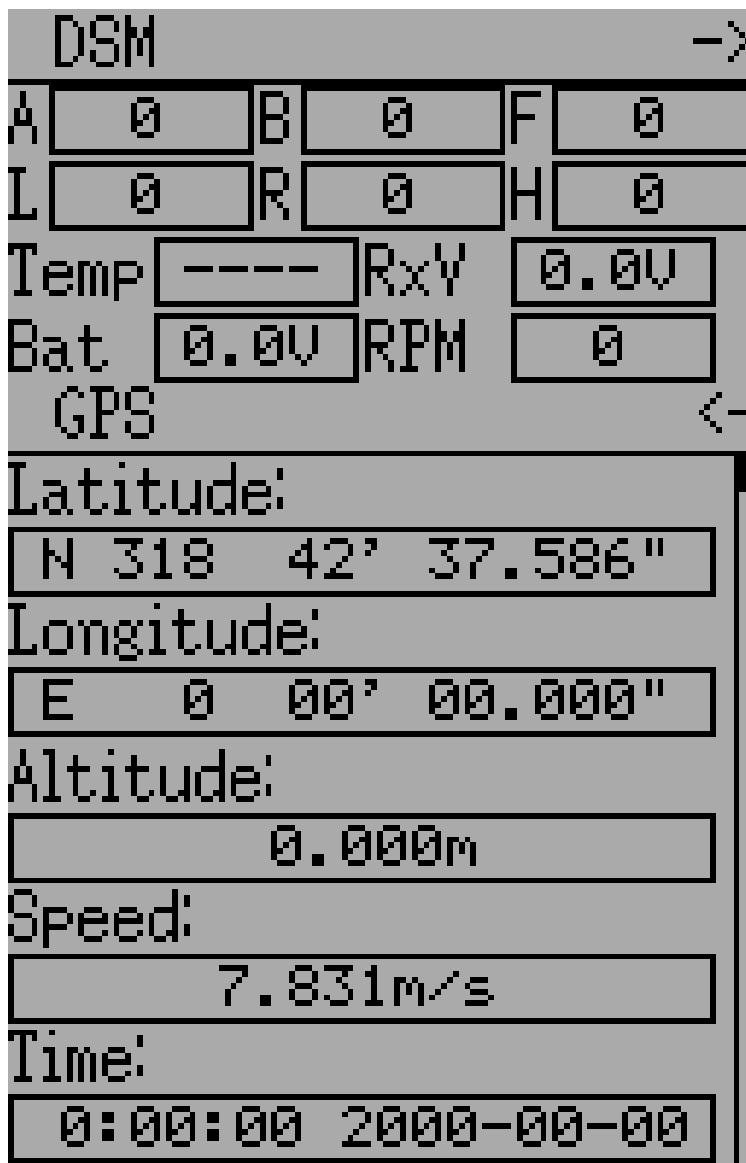 DSM ->
A 0 B 0 F 0
L 0 R 0 H 0
Temp ---- RxV 0.0V
Bat 0.0V RPM 0
GPS <-
Latitude:
N 318 42' 37.586"
Longitude:
E 0 00' 00.000"
Altitude:
0.000m
Speed:
7.831m/s
Time:
0:00:00 2000-00-00